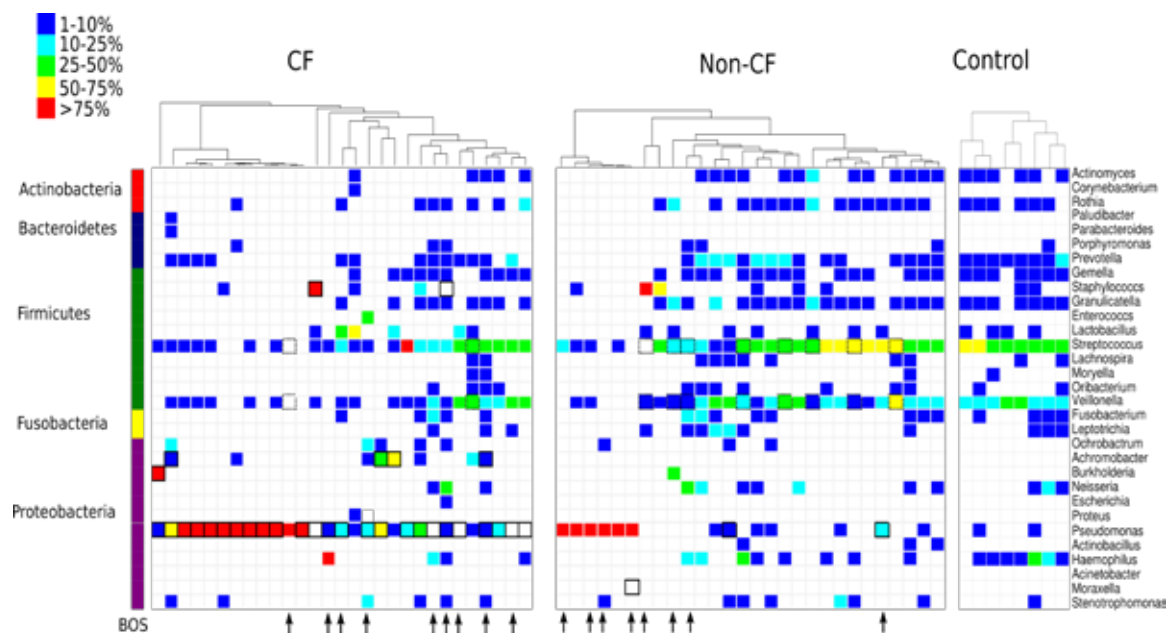 1-10%
10-25%
25-50%
50-75%
>75%
CF
Non-CF
Control
Actinobacteria
Bacteroidetes
Firmicutes
Fusobacteria
Proteobacteria
BOS
Actinomyces
Corynebacterium
Rothia
Paludibacter
Parabacteroides
Porphyromonas
Prevotella
Gemella
Staphylococcs
Granulicatella
Enterococcs
Lactobacillus
Streptococcus
Lachnospira
Moryella
Oribacterium
Veillonella
Fusobacterium
Leptotrichia
Ochrobactrum
Achromobacter
Burkholderia
Neisseria
Escherichia
Proteus
Pseudomonas
Actinobacillus
Haemophilus
Acinetobacter
Moraxella
Stenotrophomonas